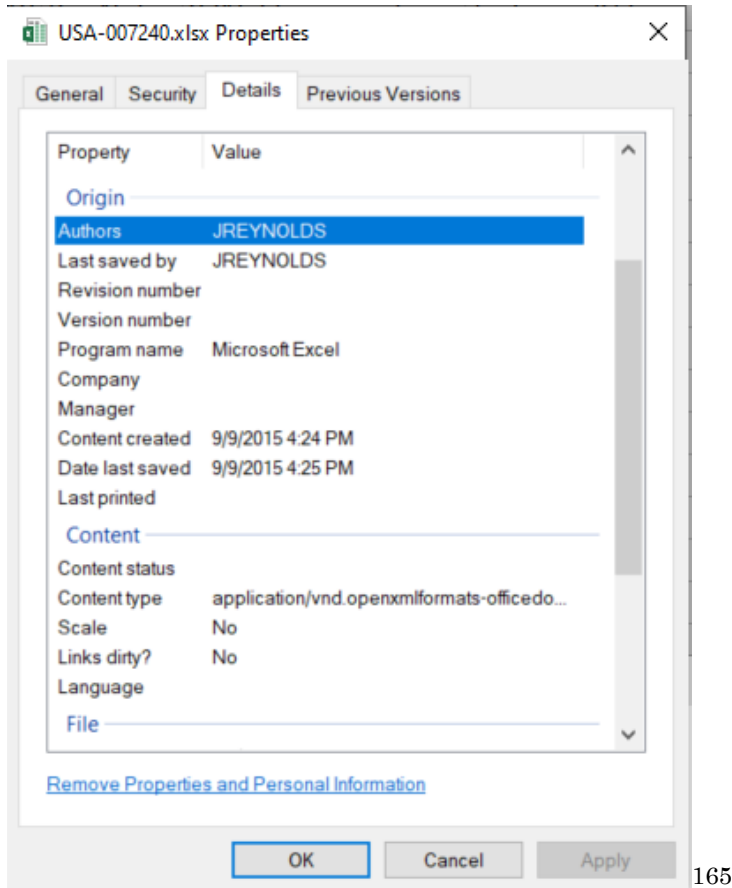 USA-007240.xlsx Properties
General Security Details Previous Versions
Property Value
Origin
Authors JREYNOLDS
Last saved by JREYNOLDS
Revision number
Version number
Program name Microsoft Excel
Company
Manager
Content created 9/9/2015 4:24 PM
Date last saved 9/9/2015 4:25 PM
Last printed
Content
Content status
Content type application/vnd.openxmlformats-officedo...
Scale No
Links dirty? No
Language
File
Remove Properties and Personal Information
OK Cancel Apply
165